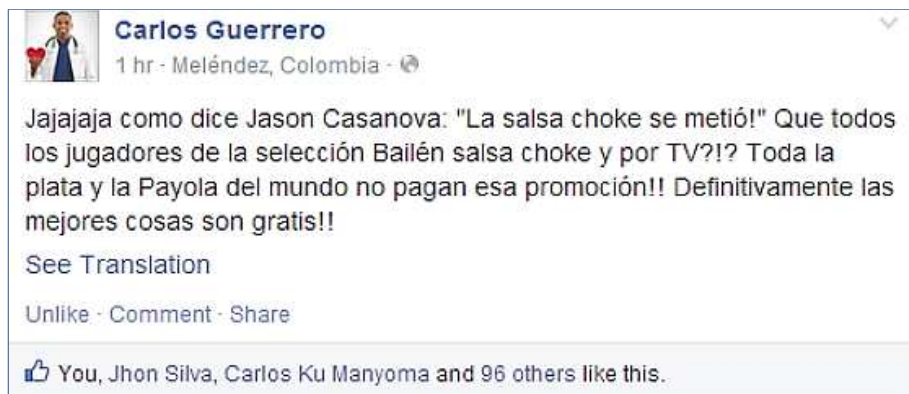 Carlos Guerrero
1 hr · Meléndez, Colombia ·
Jajajaja como dice Jason Casanova: "La salsa choke se metió!" Que todos
los jugadores de la selección Bailén salsa choke y por TV?!? Toda la
plata y la Payola del mundo no pagan esa promoción!! Definitivamente las
mejores cosas son gratis!!
See Translation
Unlike · Comment · Share
You, Jhon Silva, Carlos Ku Manyoma and 96 others like this.